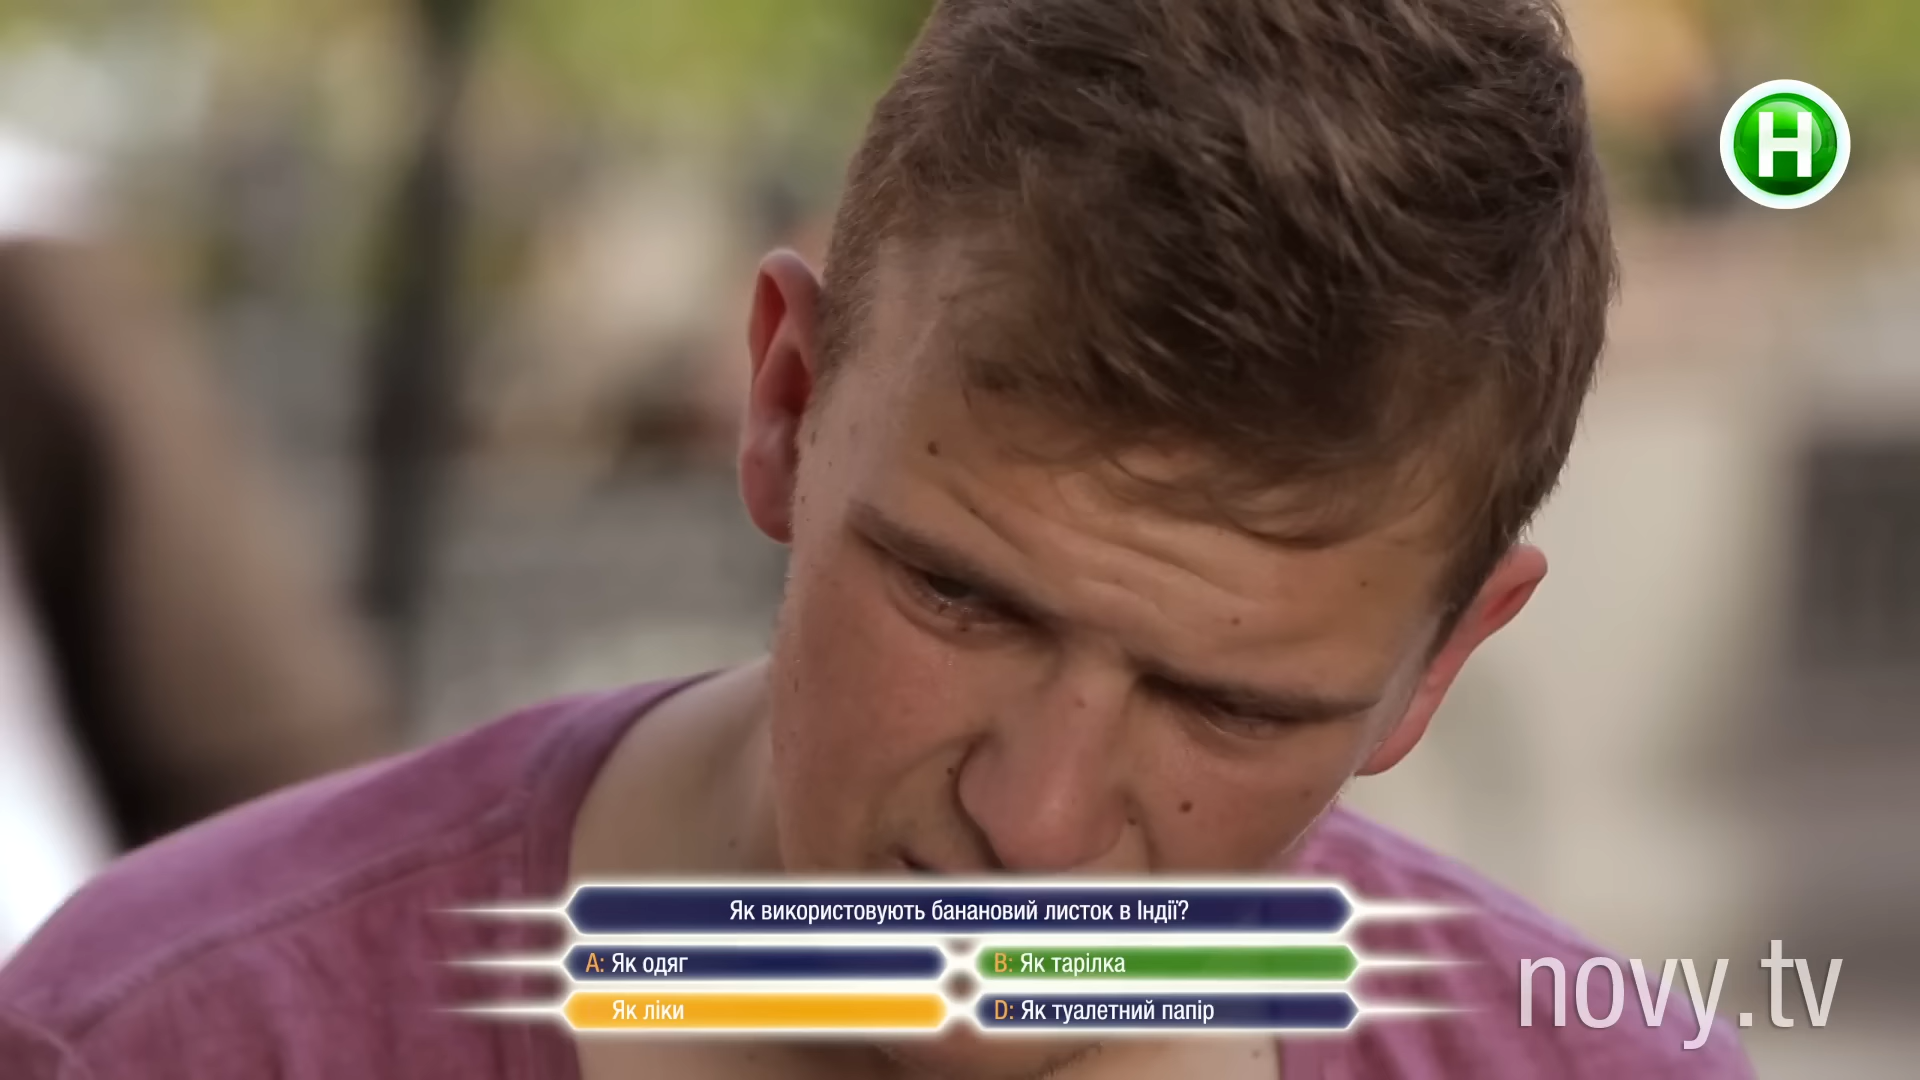 Н
Як використовують банановий листок в Індії?
A: Як одяг
B: Як тарілка
Як ліки
D: Як туалетний папір
novy.tv